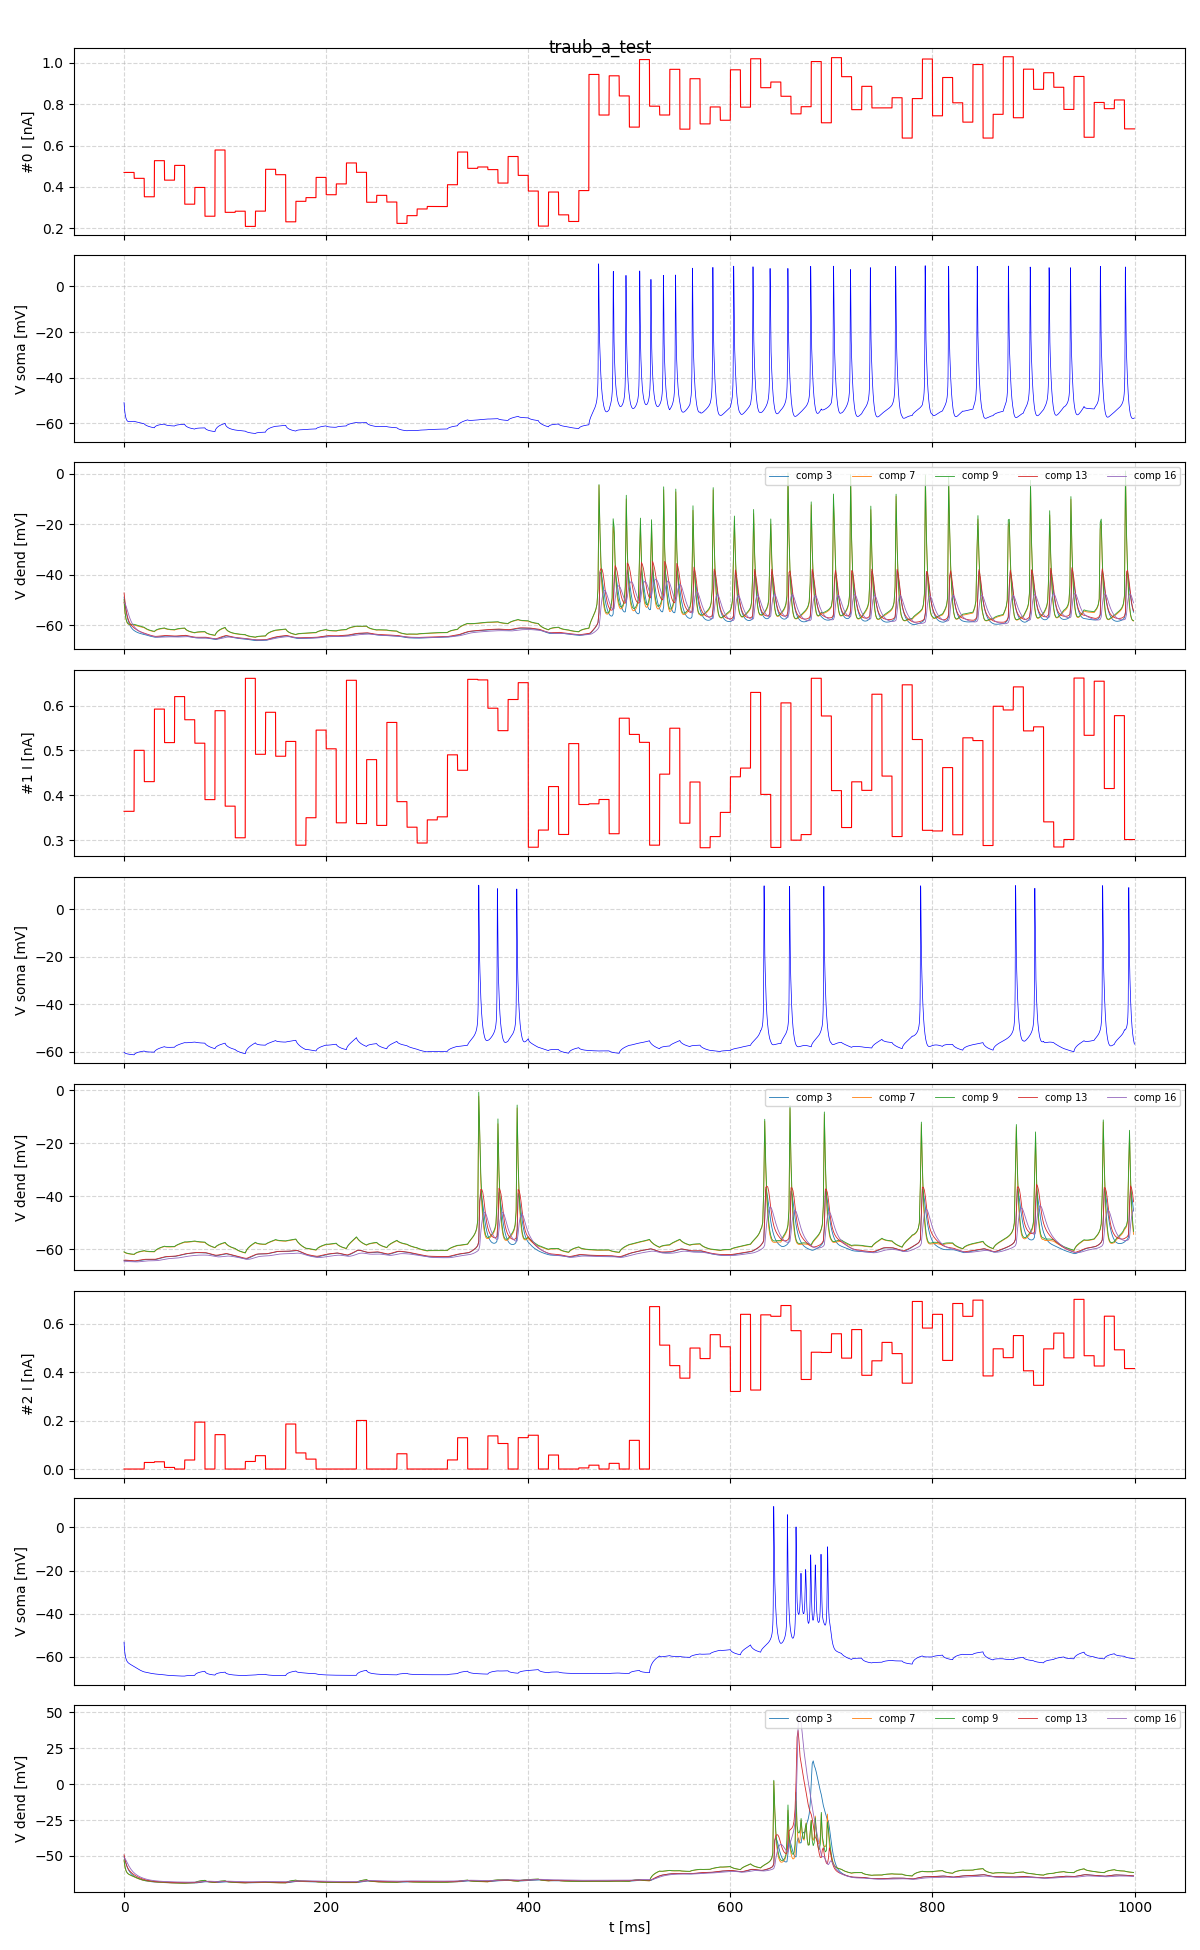 traub_a_test
#0 I [nA]
1.0
0.8
0.6
0.4
0.2
V soma [mV]
0
−20
−40
−60
V dend [mV]
0
−20
−40
−60
comp 3 comp 7 comp 9 comp 13 comp 16
#1 I [nA]
0.6
0.5
0.4
0.3
V soma [mV]
0
−20
−40
−60
V dend [mV]
0
−20
−40
−60
comp 3 comp 7 comp 9 comp 13 comp 16
#2 I [nA]
0.6
0.4
0.2
0.0
V soma [mV]
0
−20
−40
−60
V dend [mV]
50
25
0
−25
−50
comp 3 comp 7 comp 9 comp 13 comp 16
0 200 400 600 800 1000
t [ms]